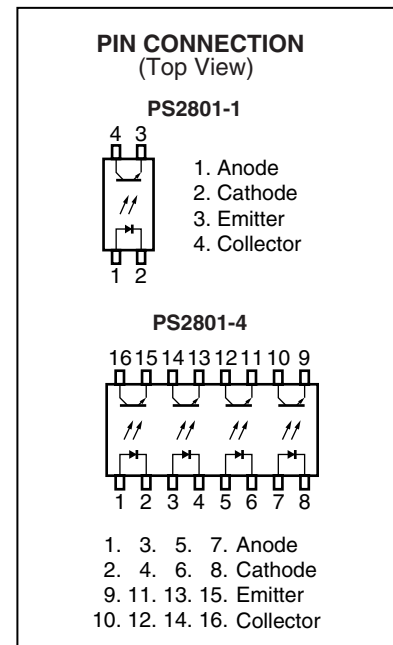 PIN CONNECTION
(Top View)
PS2801-1
4 3
1. Anode
2. Cathode
3. Emitter
4. Collector
1 2
PS2801-4
16 15 14 13 12 11 10 9
1 2 3 4 5 6 7 8
1. 3. 5. 7. Anode
2. 4. 6. 8. Cathode
9. 11. 13. 15. Emitter
10. 12. 14. 16. Collector